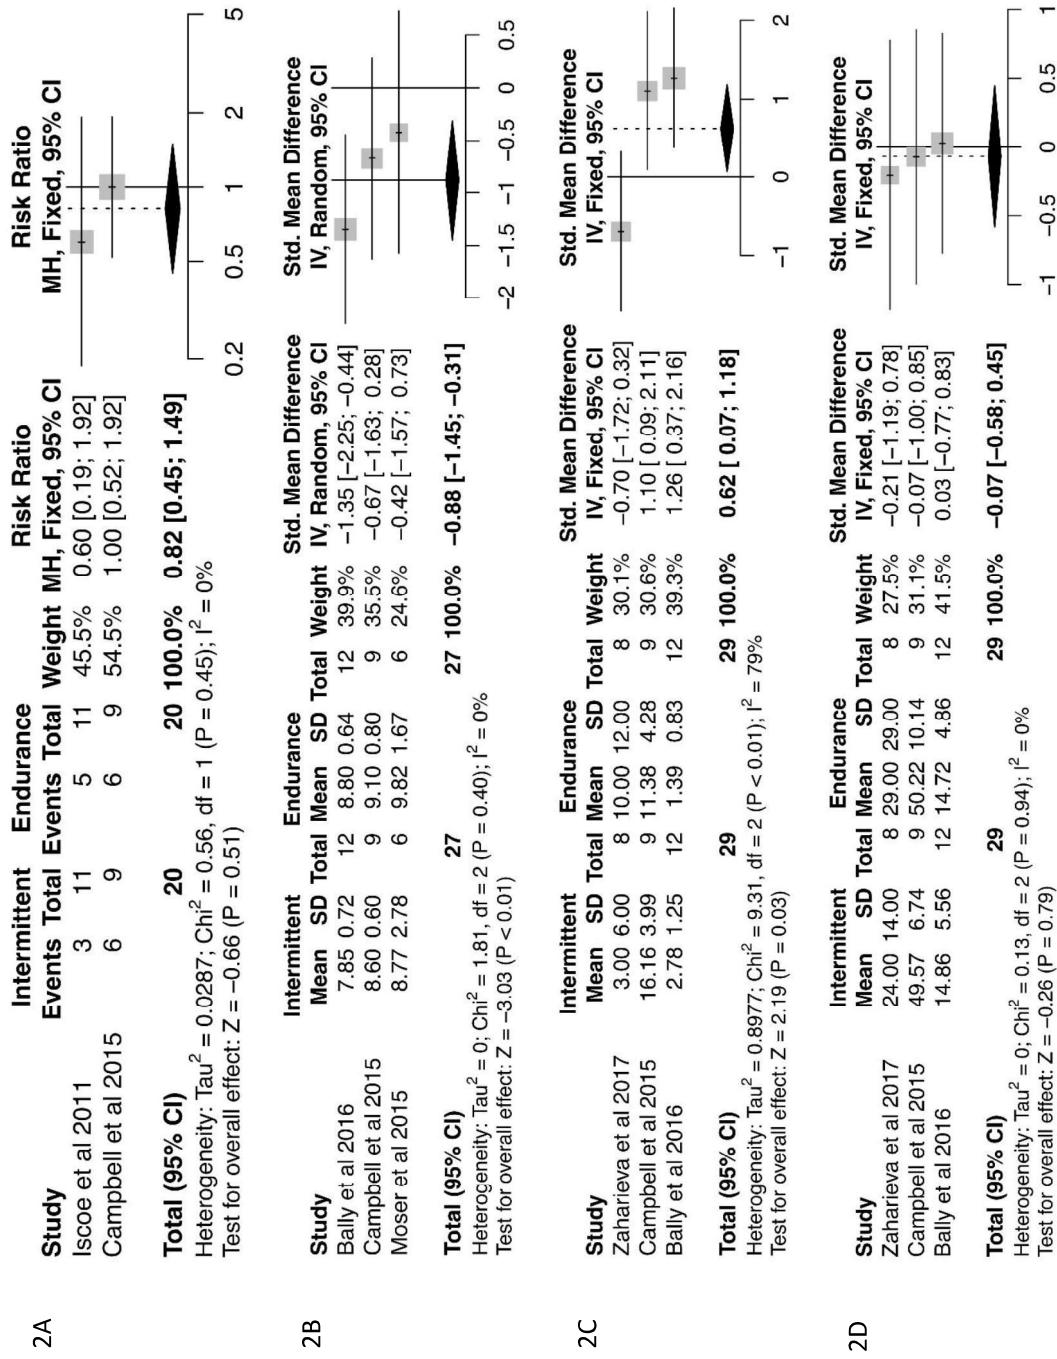 2A
Intermittent Endurance Risk Ratio Risk Ratio
Study Events Total Events Total Weight MH, Fixed, 95% CI MH, Fixed, 95% CI
Iscoe et al 2011 3 11 5 11 45.5% 0.60 [0.19; 1.92]
Campbell et al 2015 6 9 6 9 54.5% 1.00 [0.52; 1.92]
Total (95% CI) 20 20 100.0% 0.82 [0.45; 1.49]
Heterogeneity: Tau² = 0.0287; Chi² = 0.56, df = 1 (P = 0.45); I² = 0%
Test for overall effect: Z = −0.66 (P = 0.51)
0.2 0.5 1 2 5
2B
Intermittent Endurance Std. Mean Difference Std. Mean Difference
Study Mean SD Total Mean SD Total Weight IV, Random, 95% CI IV, Random, 95% CI
Bally et al 2016 7.85 0.72 12 8.80 0.64 12 39.9% −1.35 [−2.25; −0.44]
Campbell et al 2015 8.60 0.60 9 9.10 0.80 9 35.5% −0.67 [−1.63; 0.28]
Moser et al 2015 8.77 2.78 6 9.82 1.67 6 24.6% −0.42 [−1.57; 0.73]
Total (95% CI) 27 27 100.0% −0.88 [−1.45; −0.31]
Heterogeneity: Tau² = 0; Chi² = 1.81, df = 2 (P = 0.40); I² = 0%
Test for overall effect: Z = −3.03 (P < 0.01)
−2 −1.5 −1 −0.5 0 0.5
2C
Intermittent Endurance Std. Mean Difference Std. Mean Difference
Study Mean SD Total Mean SD Total Weight IV, Fixed, 95% CI IV, Fixed, 95% CI
Zaharieva et al 2017 3.00 6.00 8 10.00 12.00 8 30.1% −0.70 [−1.72; 0.32]
Campbell et al 2015 16.16 3.99 9 11.38 4.28 9 30.6% 1.10 [ 0.09; 2.11]
Bally et al 2016 2.78 1.25 12 1.39 0.83 12 39.3% 1.26 [ 0.37; 2.16]
Total (95% CI) 29 29 100.0% 0.62 [ 0.07; 1.18]
Heterogeneity: Tau² = 0.8977; Chi² = 9.31, df = 2 (P < 0.01); I² = 79%
Test for overall effect: Z = 2.19 (P = 0.03)
−1 0 1 2
2D
Intermittent Endurance Std. Mean Difference Std. Mean Difference
Study Mean SD Total Mean SD Total Weight IV, Fixed, 95% CI IV, Fixed, 95% CI
Zaharieva et al 2017 24.00 14.00 8 29.00 29.00 8 27.5% −0.21 [−1.19; 0.78]
Campbell et al 2015 49.57 6.74 9 50.22 10.14 9 31.1% −0.07 [−1.00; 0.85]
Bally et al 2016 14.86 5.56 12 14.72 4.86 12 41.5% 0.03 [−0.77; 0.83]
Total (95% CI) 29 29 100.0% −0.07 [−0.58; 0.45]
Heterogeneity: Tau² = 0; Chi² = 0.13, df = 2 (P = 0.94); I² = 0%
Test for overall effect: Z = −0.26 (P = 0.79)
−1 −0.5 0 0.5 1